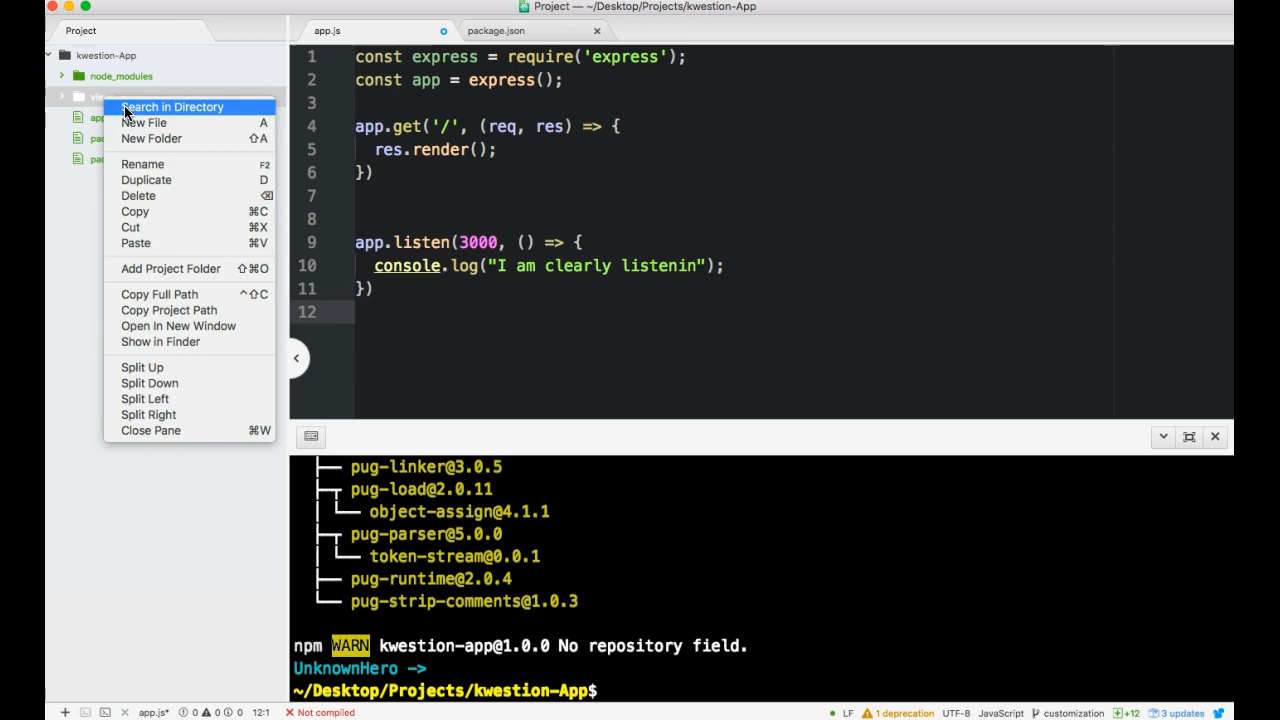 Project — ~/Desktop/Projects/kwestion-App
Project
app.js
package.json
kwestion-App
node_modules
Search in Directory
New File A
New Folder ⇧A
Rename F2
Duplicate D
Delete ⌫
Copy ⌘C
Cut ⌘X
Paste ⌘V
Add Project Folder ⇧⌘O
Copy Full Path ^⇧C
Copy Project Path
Open In New Window
Show in Finder
Split Up
Split Down
Split Left
Split Right
Close Pane ⌘W
1 const express = require('express');
2 const app = express();
3
4 app.get('/', (req, res) => {
5 res.render();
6 })
7
8
9 app.listen(3000, () => {
10 console.log("I am clearly listenin");
11 })
12
├── pug-linker@3.0.5
├─┬ pug-load@2.0.11
│ └── object-assign@4.1.1
├─┬ pug-parser@5.0.0
│ └── token-stream@0.0.1
├── pug-runtime@2.0.4
└── pug-strip-comments@1.0.3
npm WARN kwestion-app@1.0.0 No repository field.
UnknownHero ->
~/Desktop/Projects/kwestion-App$
app.js* 0 0 0 12:1 Not compiled LF 1 deprecation UTF-8 JavaScript customization +12 3 updates